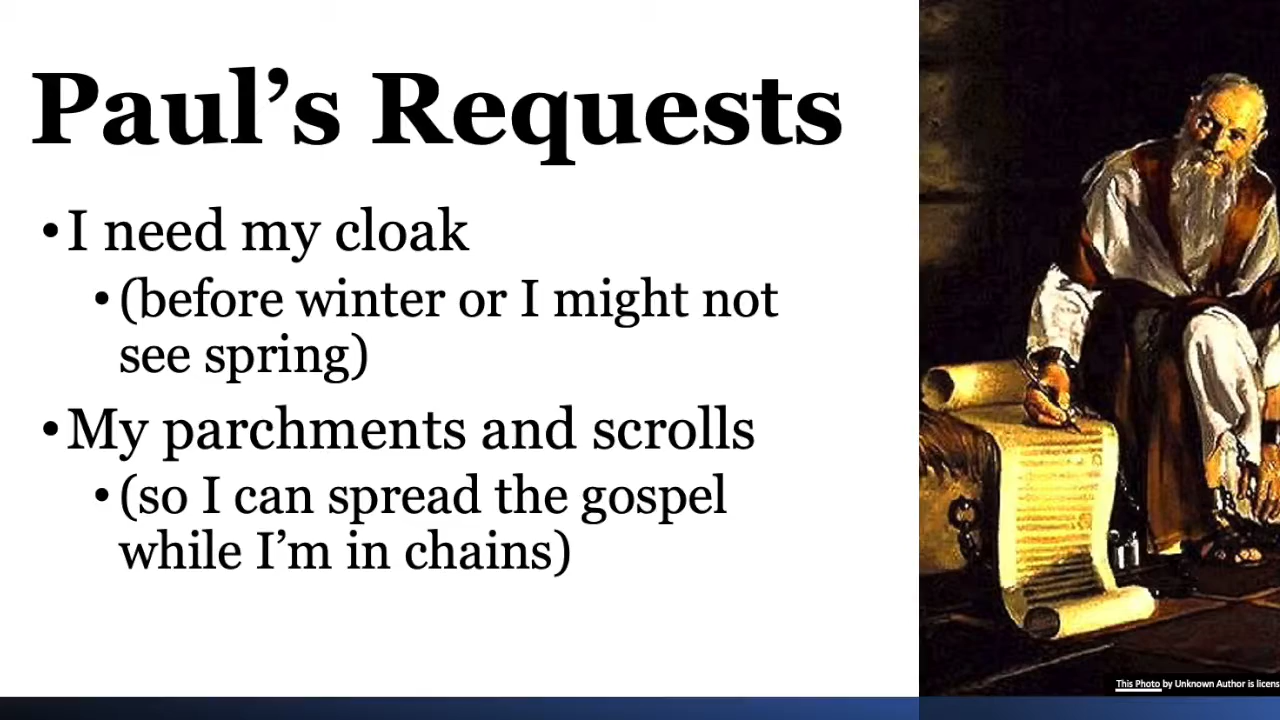 Paul’s Requests
•I need my cloak
•(before winter or I might not
see spring)
•My parchments and scrolls
•(so I can spread the gospel
while I’m in chains)
This Photo by Unknown Author is licens